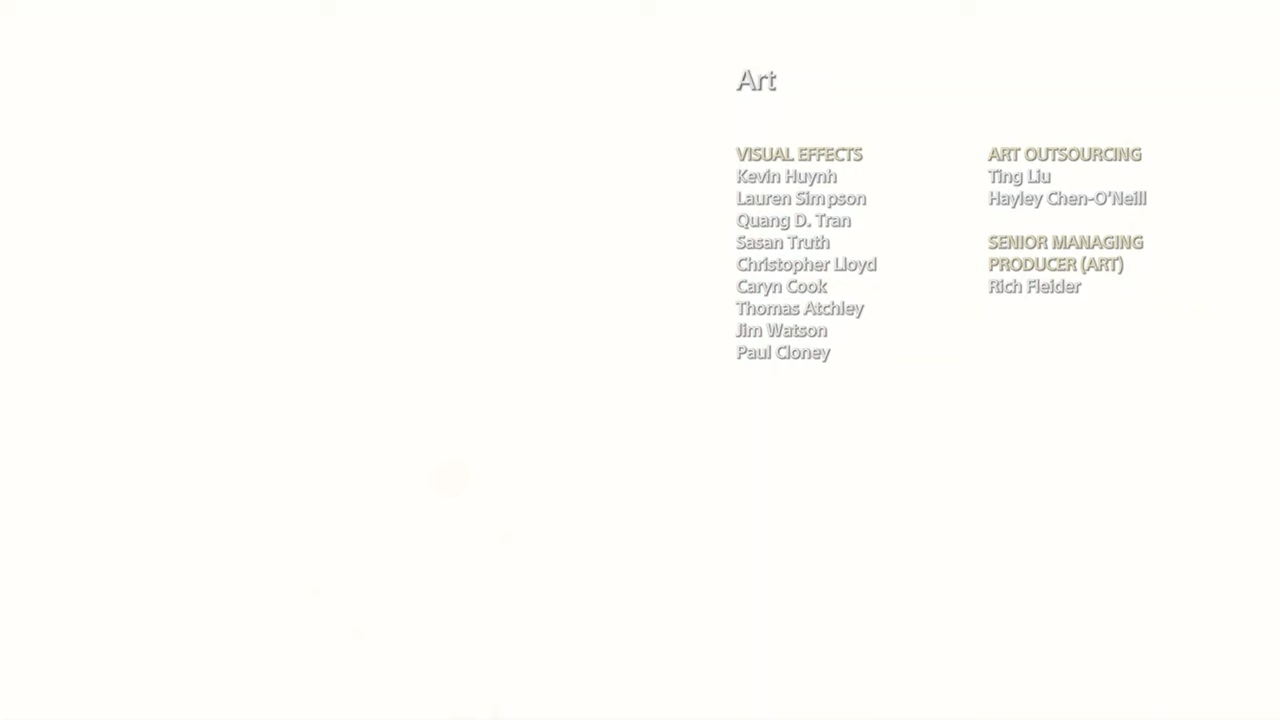 Art
VISUAL EFFECTS
Kevin Huynh
Lauren Simpson
Quang D. Tran
Sasan Truth
Christopher Lloyd
Caryn Cook
Thomas Atchley
Jim Watson
Paul Cloney
ART OUTSOURCING
Ting Liu
Hayley Chen-O'Neill
SENIOR MANAGING
PRODUCER (ART)
Rich Fleider